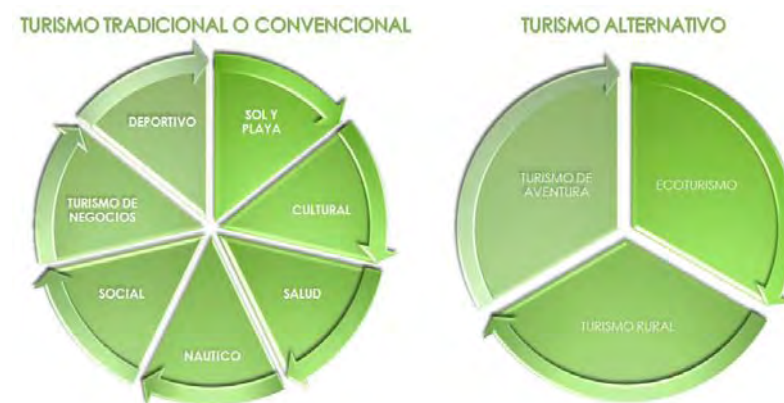 TURISMO TRADICIONAL O CONVENCIONAL
DEPORTIVO
SOL Y
PLAYA
CULTURAL
SALUD
NAUTICO
SOCIAL
TURISMO DE
NEGOCIOS
TURISMO ALTERNATIVO
TURISMO DE
AVENTURA
ECOTURISMO
TURISMO RURAL